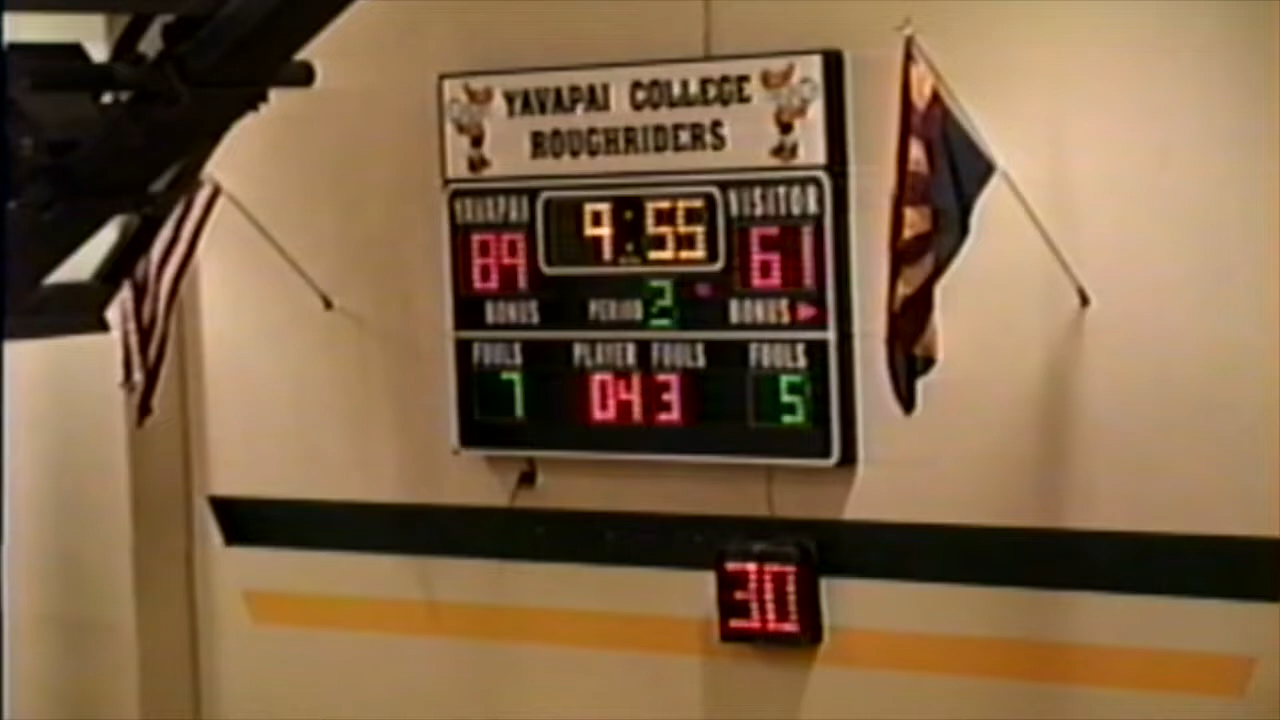 YAVAPAI COLLEGE
ROUGHRIDERS
YAVAPAI 9:55 VISITOR
89 61
BONUS PERIOD 2 BONUS
FOULS PLAYER FOULS FOULS
7 04 3 5
30